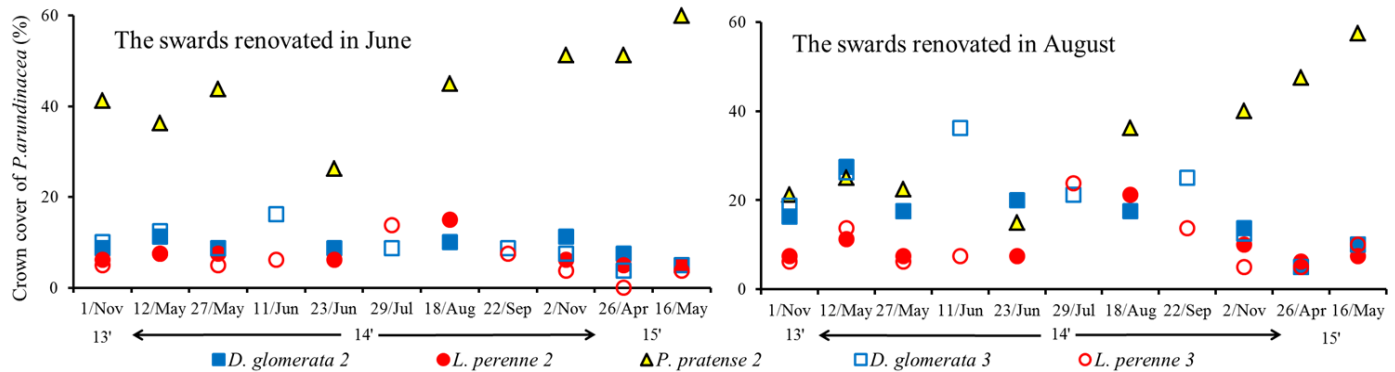 Crown cover of P.arundinacea (%)
The swards renovated in June
60
40
20
0
1/Nov 12/May 27/May 11/Jun 23/Jun 29/Jul 18/Aug 22/Sep 2/Nov 26/Apr 16/May
13' 14' 15'
The swards renovated in August
60
40
20
0
1/Nov 12/May 27/May 11/Jun 23/Jun 29/Jul 18/Aug 22/Sep 2/Nov 26/Apr 16/May
13' 14' 15'
D. glomerata 2 L. perenne 2 P. pratense 2 D. glomerata 3 L. perenne 3